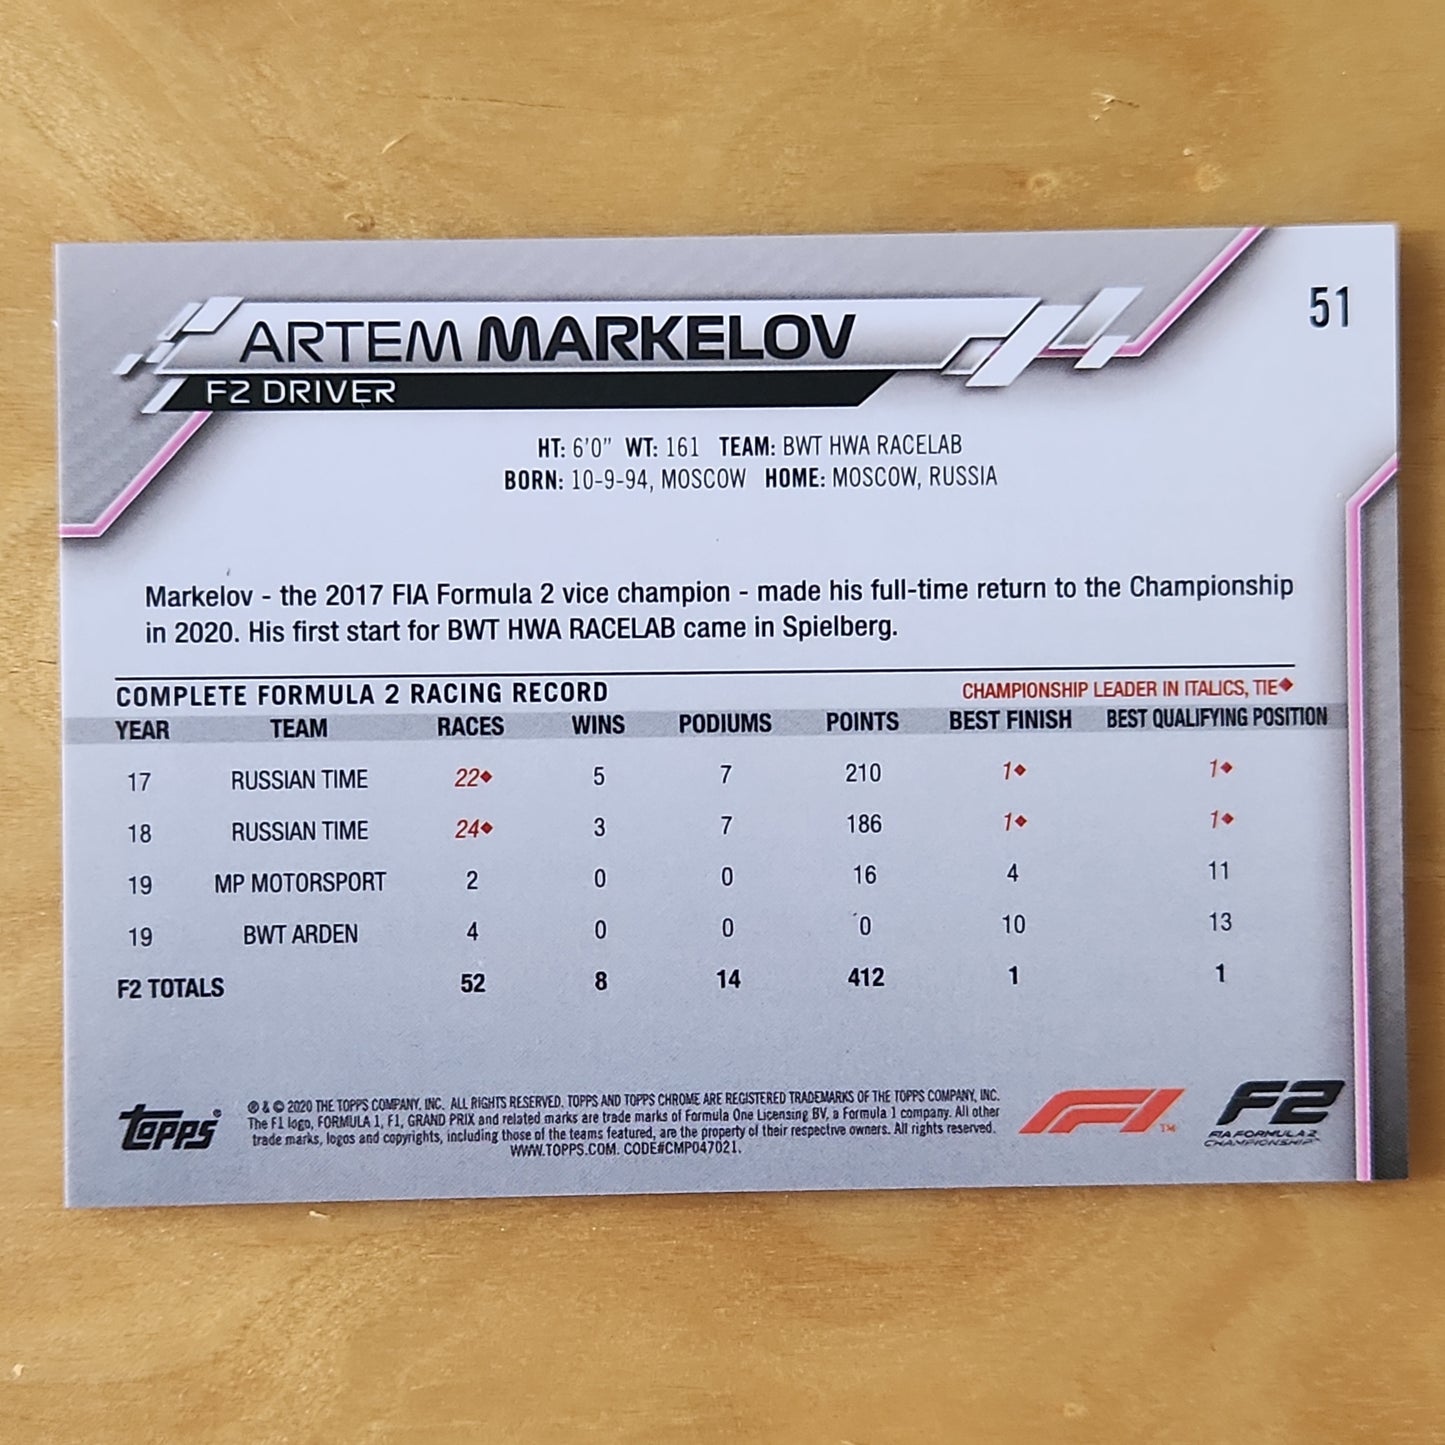 51
ARTEM MARKELOV
F2 DRIVER
HT: 6'0" WT: 161 TEAM: BWT HWA RACELAB
BORN: 10-9-94, MOSCOW HOME: MOSCOW, RUSSIA
Markelov - the 2017 FIA Formula 2 vice champion - made his full-time return to the Championship
in 2020. His first start for BWT HWA RACELAB came in Spielberg.
COMPLETE FORMULA 2 RACING RECORD CHAMPIONSHIP LEADER IN ITALICS, TIE◆
YEAR TEAM RACES WINS PODIUMS POINTS BEST FINISH BEST QUALIFYING POSITION
17 RUSSIAN TIME 22◆ 5 7 210 1◆ 1◆
18 RUSSIAN TIME 24◆ 3 7 186 1◆ 1◆
19 MP MOTORSPORT 2 0 0 16 4 11
19 BWT ARDEN 4 0 0 0 10 13
F2 TOTALS 52 8 14 412 1 1
Topps®
℗ & © 2020 THE TOPPS COMPANY, INC. ALL RIGHTS RESERVED. TOPPS AND TOPPS CHROME ARE REGISTERED TRADEMARKS OF THE TOPPS COMPANY, INC.
The F1 logo, FORMULA 1, F1, GRAND PRIX and related marks are trade marks of Formula One Licensing BV, a Formula 1 company. All other
trade marks, logos and copyrights, including those of the teams featured, are the property of their respective owners. All rights reserved.
WWW.TOPPS.COM. CODE#CMP047021.
F1™
F2
FIA FORMULA 2
CHAMPIONSHIP™